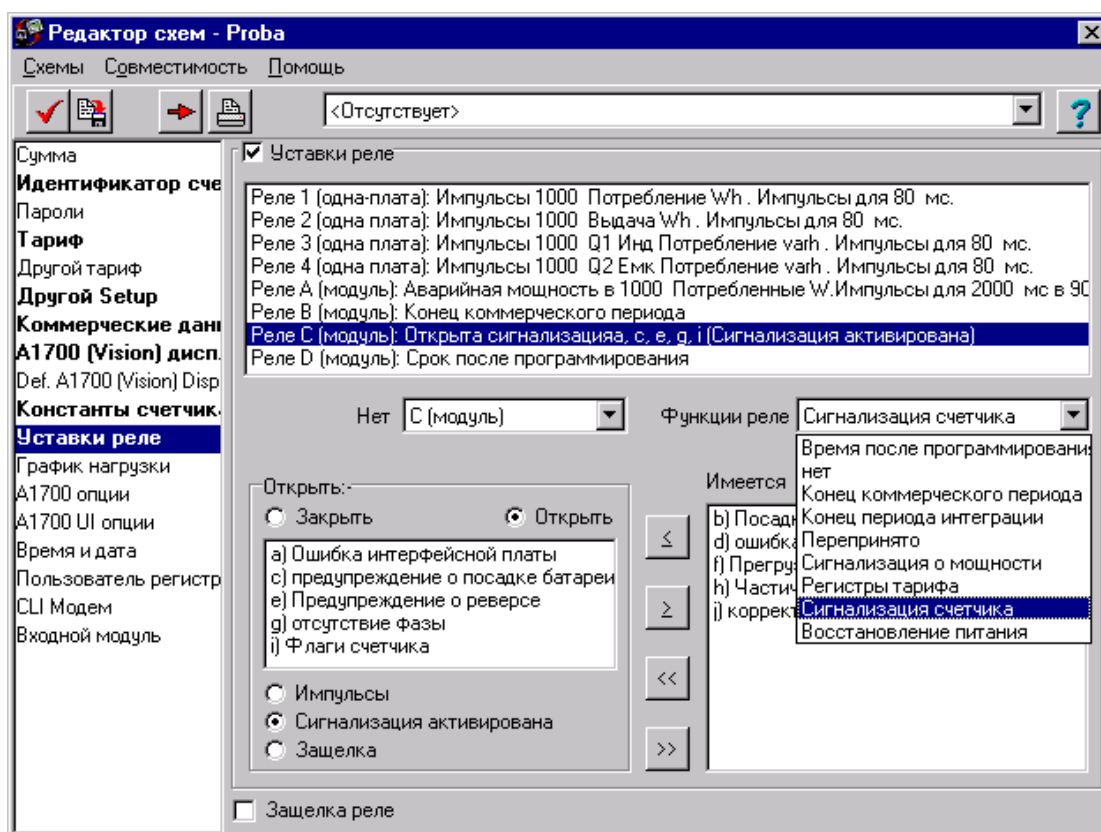 Редактор схем - Proba
Схемы Совместимость Помощь
<Отсутствует>
Сумма
Идентификатор сче
Пароли
Тариф
Другой тариф
Другой Setup
Коммерческие данн
A1700 (Vision) дисп.
Def. A1700 (Vision) Disp
Константы счетчик
Уставки реле
График нагрузки
A1700 опции
A1700 UI опции
Время и дата
Пользователь регистр
CLI Модем
Входной модуль
Уставки реле
Реле 1 (одна-плата): Импульсы 1000 Потребление Wh . Импульсы для 80 мс.
Реле 2 (одна плата): Импульсы 1000 Выдача Wh . Импульсы для 80 мс.
Реле 3 (одна плата): Импульсы 1000 Q1 Инд Потребление varh . Импульсы для 80 мс.
Реле 4 (одна плата): Импульсы 1000 Q2 Емк Потребление varh . Импульсы для 80 мс.
Реле A (модуль): Аварийная мощность в 1000 Потребленные W.Импульсы для 2000 мс в 90
Реле B (модуль): Конец коммерческого периода
Реле C (модуль): Открыта сигнализацияa, c, e, g, i (Сигнализация активирована)
Реле D (модуль): Срок после программирования
Нет C (модуль) Функции реле Сигнализация счетчика
Время после программировани
нет
Конец коммерческого периода
Конец периода интеграции
Перепринято
Сигнализация о мощности
Регистры тарифа
Сигнализация счетчика
Восстановление питания
Открыть:-
Закрыть Открыть
a) Ошибка интерфейсной платы
c) предупреждение о посадке батареи
e) Предупреждение о реверсе
g) отсутствие фазы
i) Флаги счетчика
Импульсы
Сигнализация активирована
Защелка
<
>
<<
>>
Имеется
b) Посадк
d) ошибка
f) Прегруз
h) Частич
j) коррект
Защелка реле